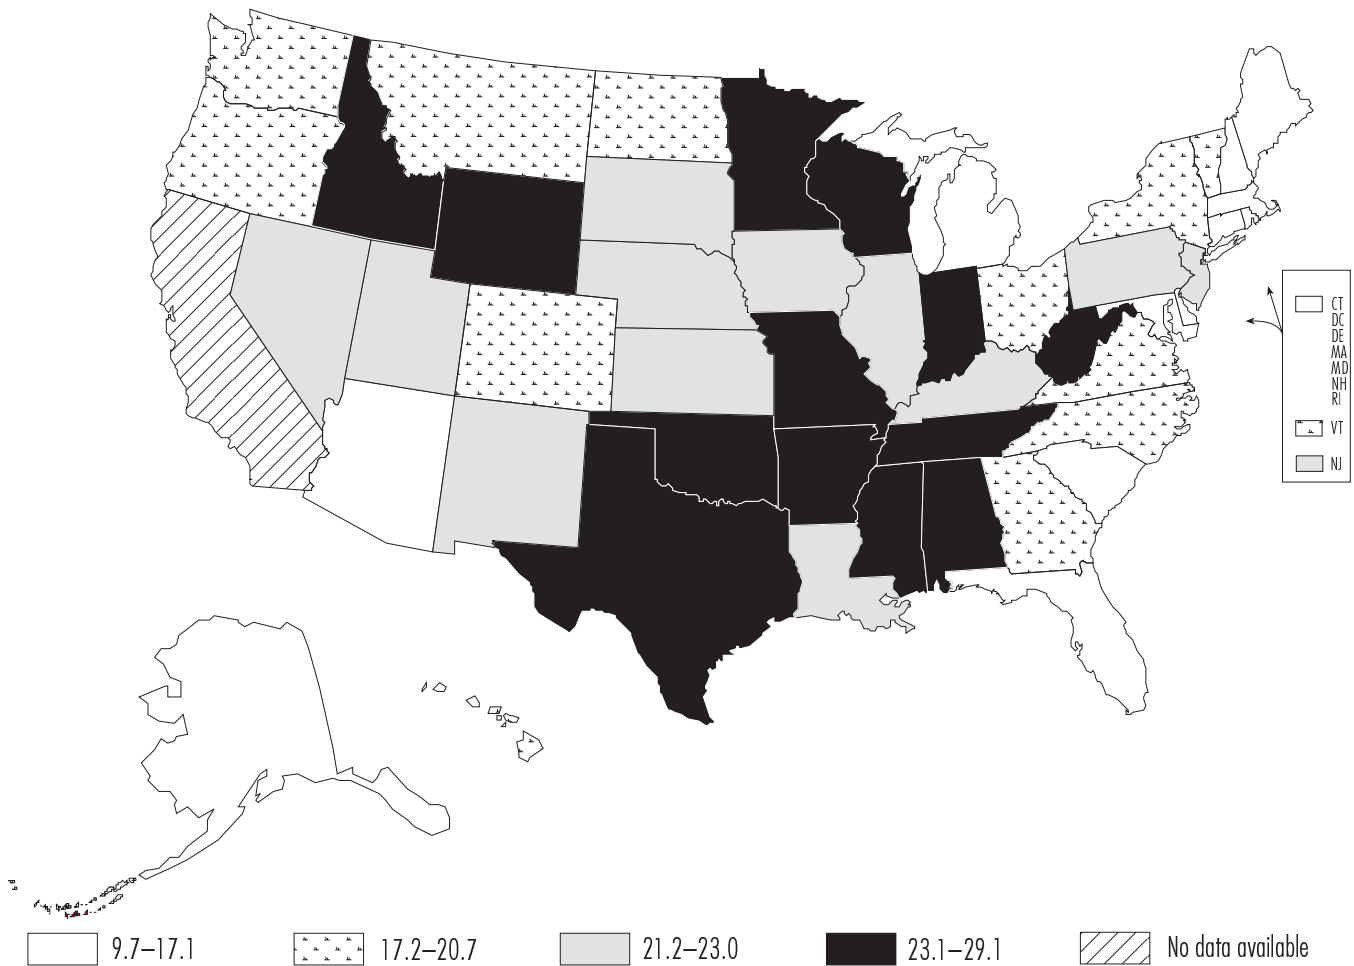 CT
DC
DE
MA
MD
NH
RI
VT
NJ
9.7–17.1
17.2–20.7
21.2–23.0
23.1–29.1
No data available